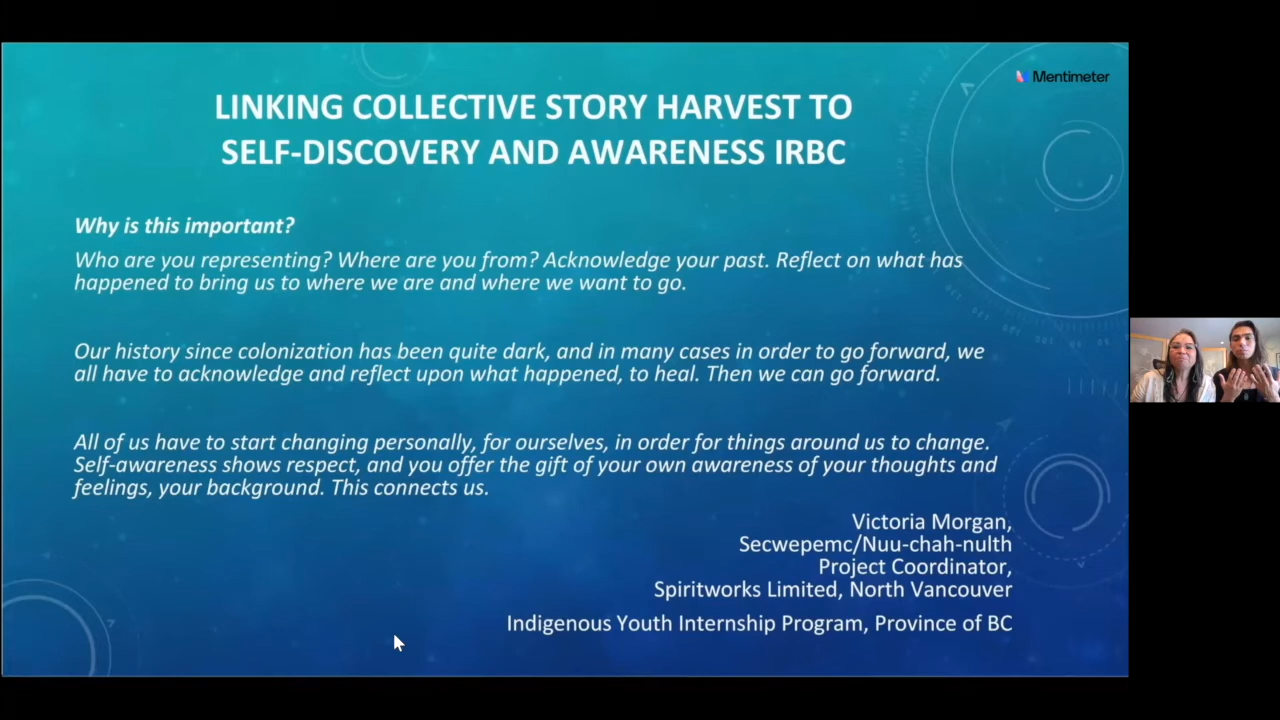 Mentimeter
LINKING COLLECTIVE STORY HARVEST TO
SELF-DISCOVERY AND AWARENESS IRBC
Why is this important?
Who are you representing? Where are you from? Acknowledge your past. Reflect on what has
happened to bring us to where we are and where we want to go.
Our history since colonization has been quite dark, and in many cases in order to go forward, we
all have to acknowledge and reflect upon what happened, to heal. Then we can go forward.
All of us have to start changing personally, for ourselves, in order for things around us to change.
Self-awareness shows respect, and you offer the gift of your own awareness of your thoughts and
feelings, your background. This connects us.
Victoria Morgan,
Secwepemc/Nuu-chah-nulth
Project Coordinator,
Spiritworks Limited, North Vancouver
Indigenous Youth Internship Program, Province of BC